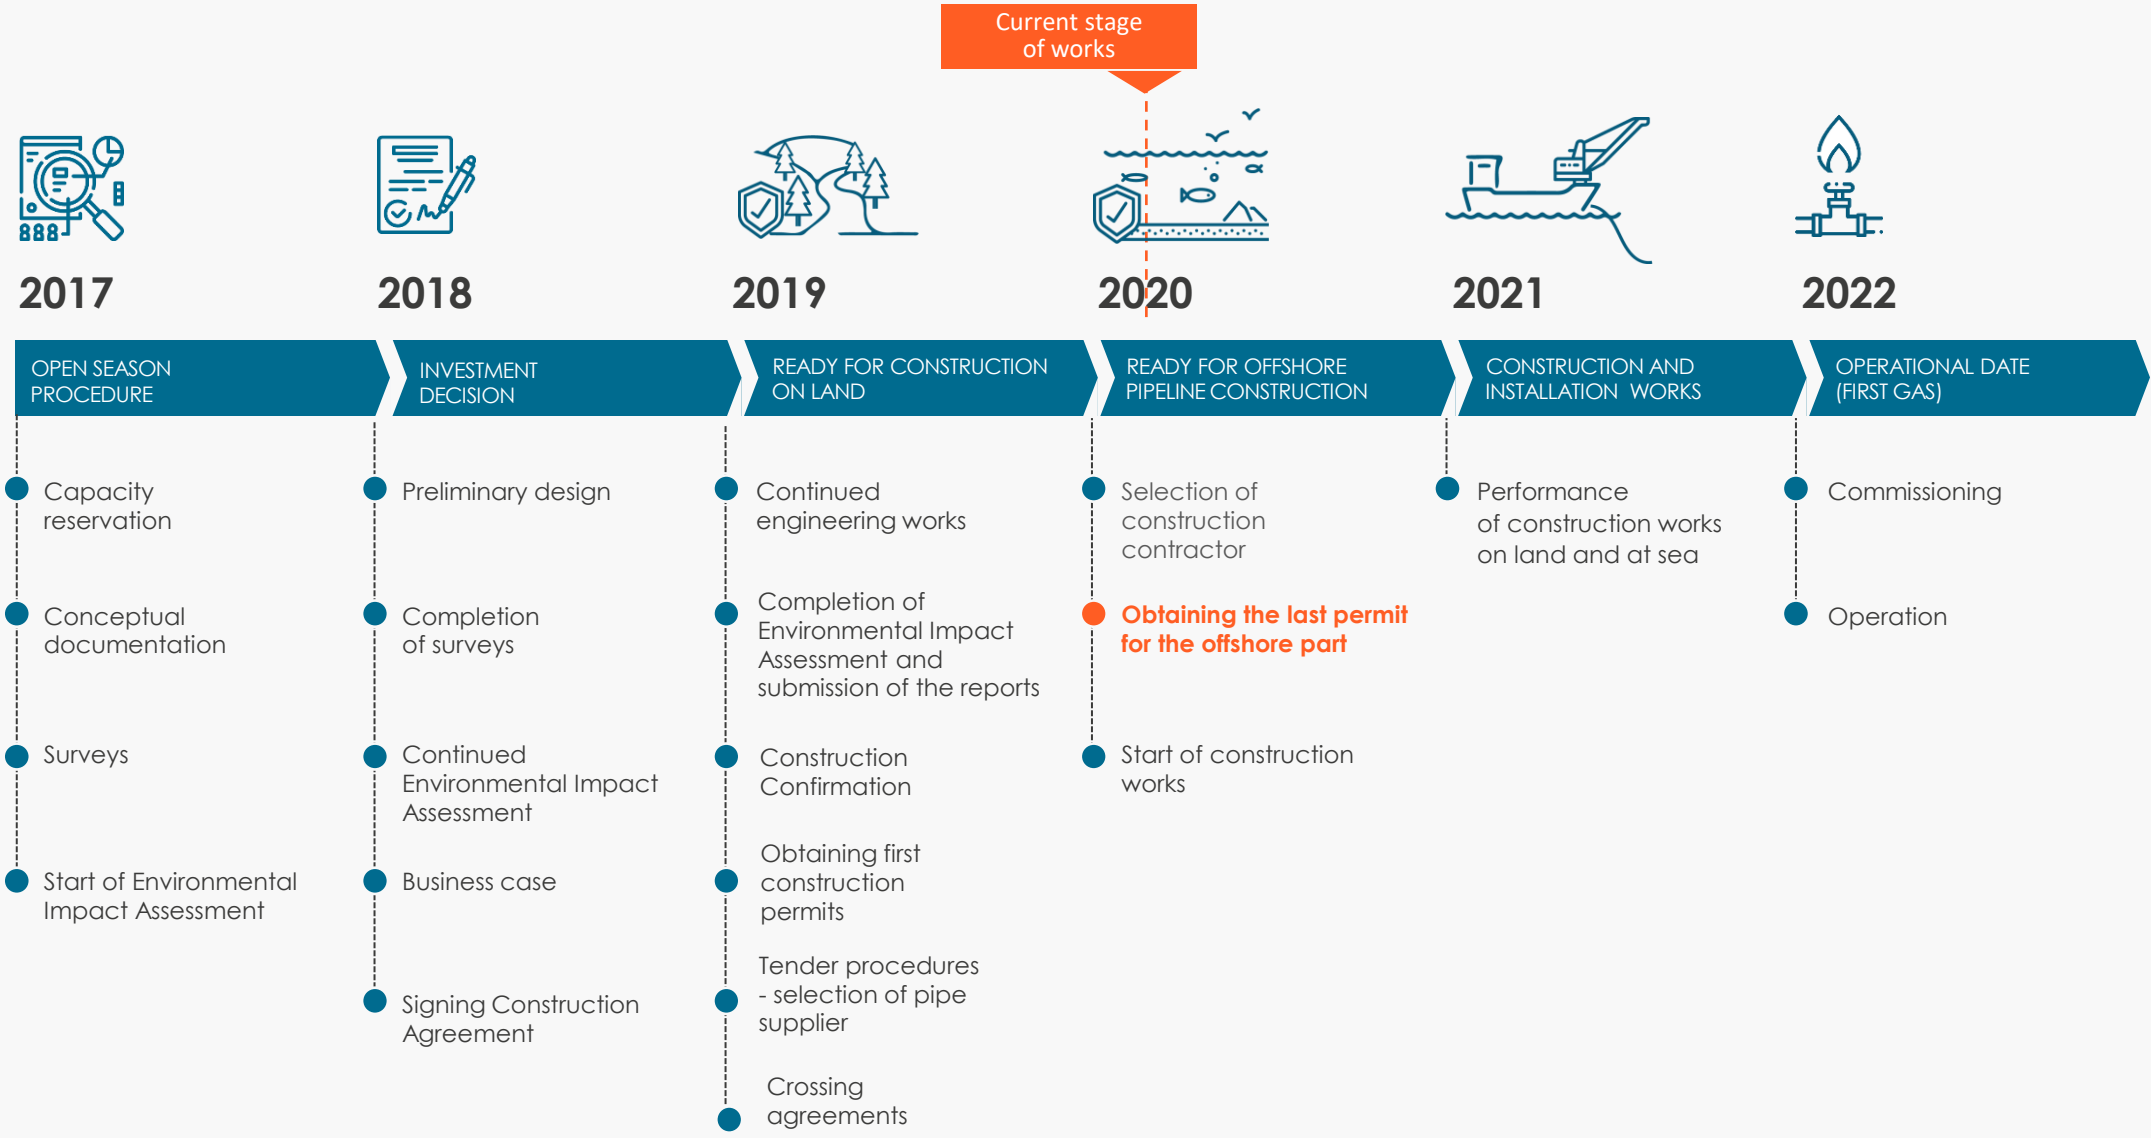 Current stage
of works
2017
2018
2019
2020
2021
2022
OPEN SEASON
PROCEDURE
INVESTMENT
DECISION
READY FOR CONSTRUCTION
ON LAND
READY FOR OFFSHORE
PIPELINE CONSTRUCTION
CONSTRUCTION AND
INSTALLATION WORKS
OPERATIONAL DATE
(FIRST GAS)
Capacity
reservation
Conceptual
documentation
Surveys
Start of Environmental
Impact Assessment
Preliminary design
Completion
of surveys
Continued
Environmental Impact
Assessment
Business case
Signing Construction
Agreement
Continued
engineering works
Completion of
Environmental Impact
Assessment and
submission of the reports
Construction
Confirmation
Obtaining first
construction
permits
Tender procedures
- selection of pipe
supplier
Crossing
agreements
Selection of
construction
contractor
Obtaining the last permit
for the offshore part
Start of construction
works
Performance
of construction works
on land and at sea
Commissioning
Operation